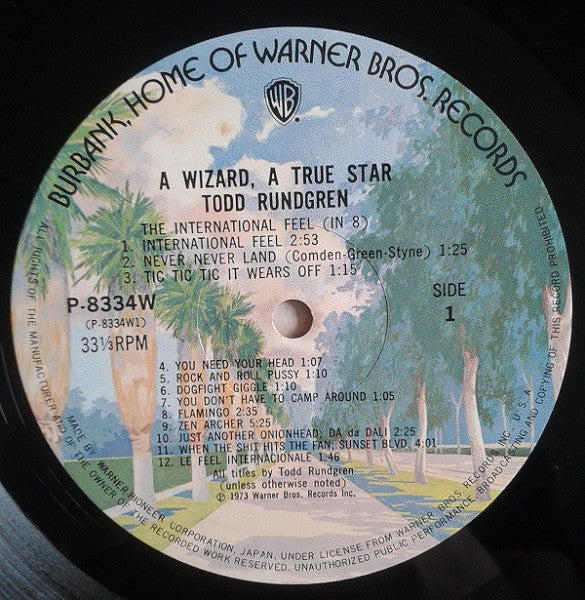 BURBANK, HOME OF WARNER BROS. RECORDS
WB.
A WIZARD, A TRUE STAR
TODD RUNDGREN
THE INTERNATIONAL FEEL (IN 8)
1. INTERNATIONAL FEEL 2:53
2. NEVER NEVER LAND (Comden-Green-Styne) 1:25
3. TIC TIC TIC IT WEARS OFF 1:15
P-8334W
(P-8334W1)
33⅓RPM
SIDE
1
4. YOU NEED YOUR HEAD 1:07
5. ROCK AND ROLL PUSSY 1:10
6. DOGFIGHT GIGGLE 1:10
7. YOU DON'T HAVE TO CAMP AROUND 1:05
8. FLAMINGO 2:35
9. ZEN ARCHER 5:25
10. JUST ANOTHER ONIONHEAD; DA da DALI 2:25
11. WHEN THE SHIT HITS THE FAN; SUNSET BLVD. 4:01
12. LE FEEL INTERNACIONALE 1:46
All titles by Todd Rundgren
(unless otherwise noted)
℗ 1973 Warner Bros. Records Inc.
MADE BY WARNER-PIONEER CORPORATION, JAPAN, UNDER LICENSE FROM WARNER BROS RECORDS INC., U. S. A.
ALL RIGHTS OF THE MANUFACTURER AND OF THE OWNER OF THE RECORDED WORK RESERVED. UNAUTHORIZED PUBLIC PERFORMANCE, BROADCASTING AND COPYING OF THIS RECORD PROHIBITED